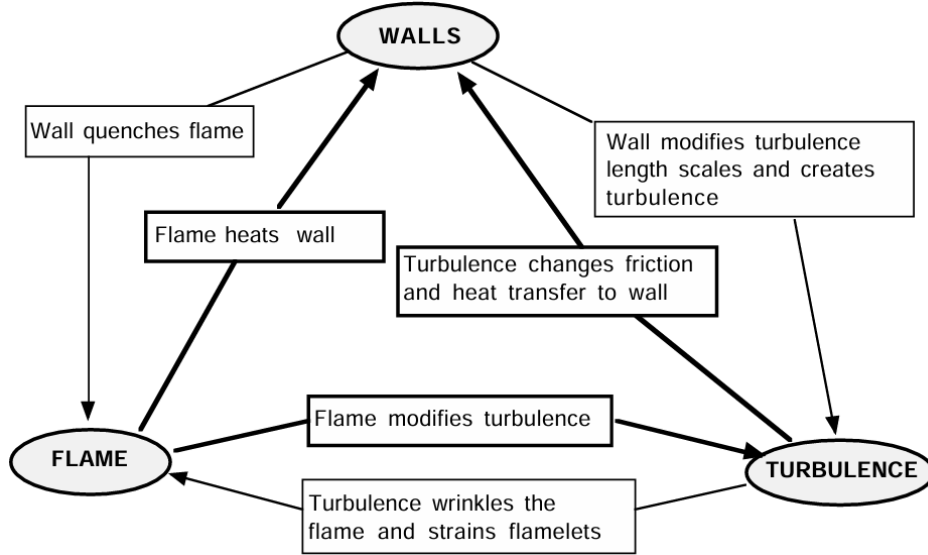 WALLS
Wall quenches flame
Wall modifies turbulence
length scales and creates
turbulence
Flame heats wall
Turbulence changes friction
and heat transfer to wall
Flame modifies turbulence
FLAME
TURBULENCE
Turbulence wrinkles the
flame and strains flamelets